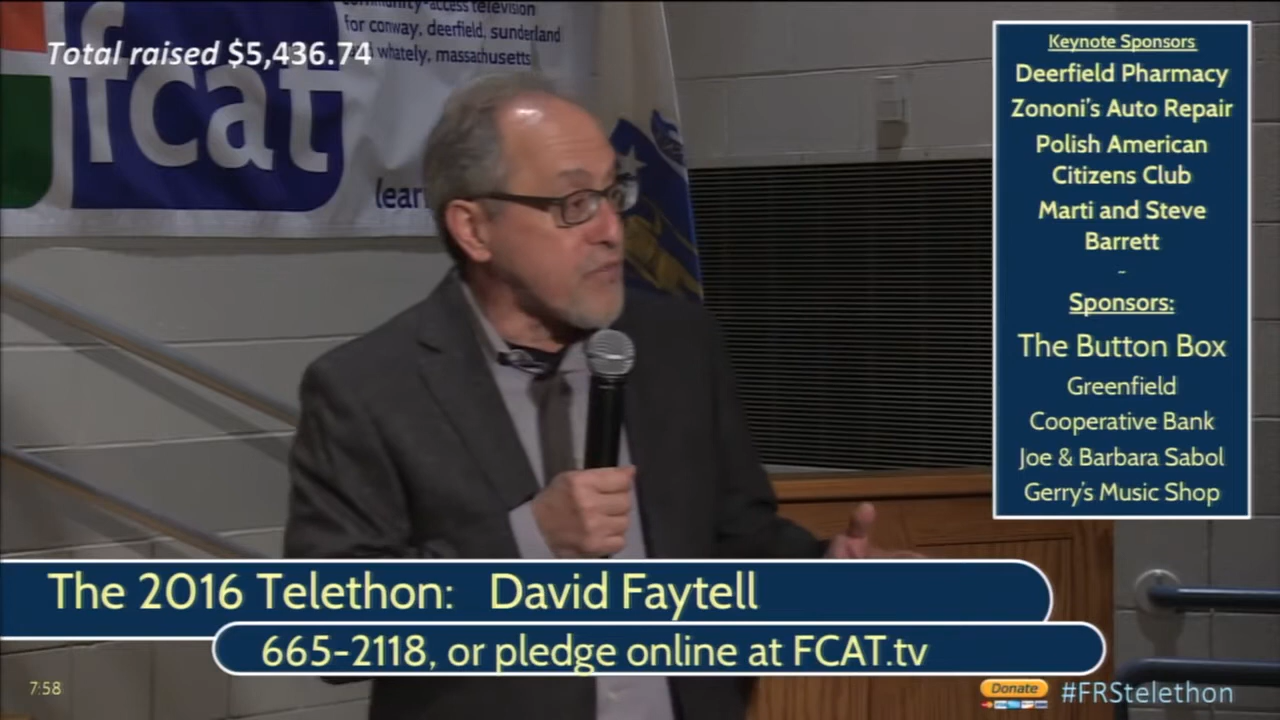 community-access television
for conway, deerfield, sunderland
whately, massachusetts
Total raised $5,436.74
fcat
Keynote Sponsors
Deerfield Pharmacy
Zononi's Auto Repair
Polish American
Citizens Club
Marti and Steve
Barrett
-
Sponsors:
The Button Box
Greenfield
Cooperative Bank
Joe & Barbara Sabol
Gerry's Music Shop
The 2016 Telethon: David Faytell
665-2118, or pledge online at FCAT.tv
7:58
Donate
#FRStelethon